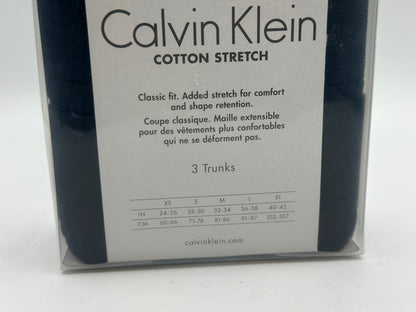 Calvin Klein
COTTON STRETCH
Classic fit. Added stretch for comfort
and shape retention.
Coupe classique. Maille extensible
pour des vêtements plus confortables
qui ne se déforment pas.
3 Trunks
XS S M L XL
IN 24-26 28-30 32-34 36-38 40-42
CM 60-66 71-76 81-86 91-97 102-107
calvinklein.com